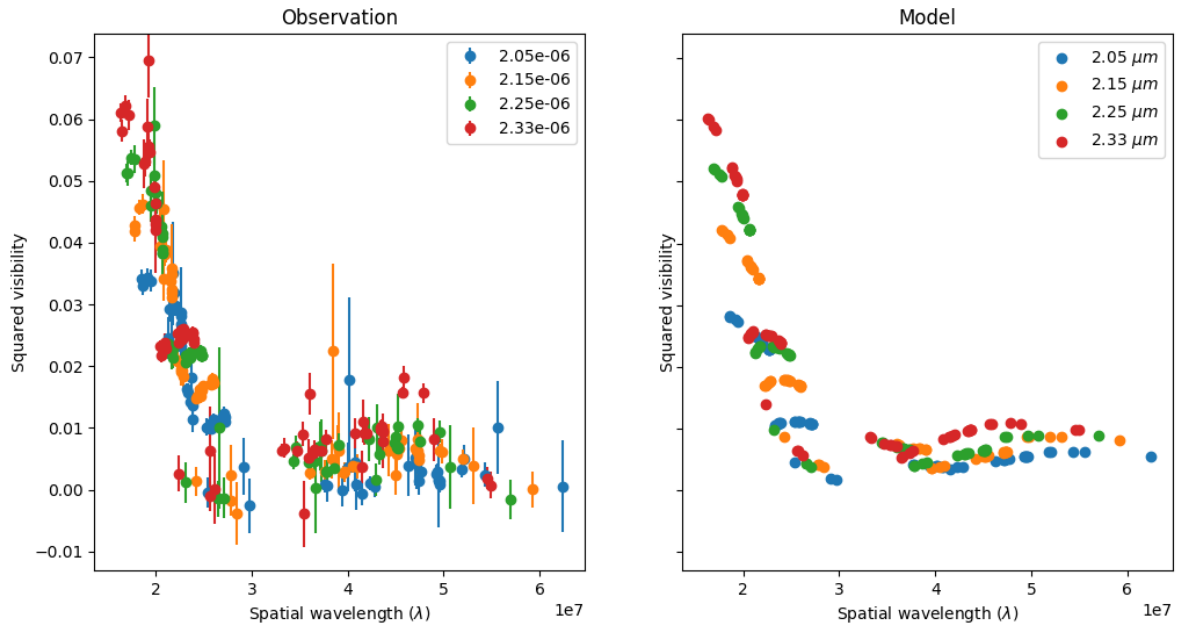 Observation
0.07
0.06
0.05
0.04
0.03
0.02
0.01
0.00
−0.01
Squared visibility
2.05e-06
2.15e-06
2.25e-06
2.33e-06
2 3 4 5 6
1e7
Spatial wavelength (λ)
Model
Squared visibility
2.05 μm
2.15 μm
2.25 μm
2.33 μm
2 3 4 5 6
1e7
Spatial wavelength (λ)